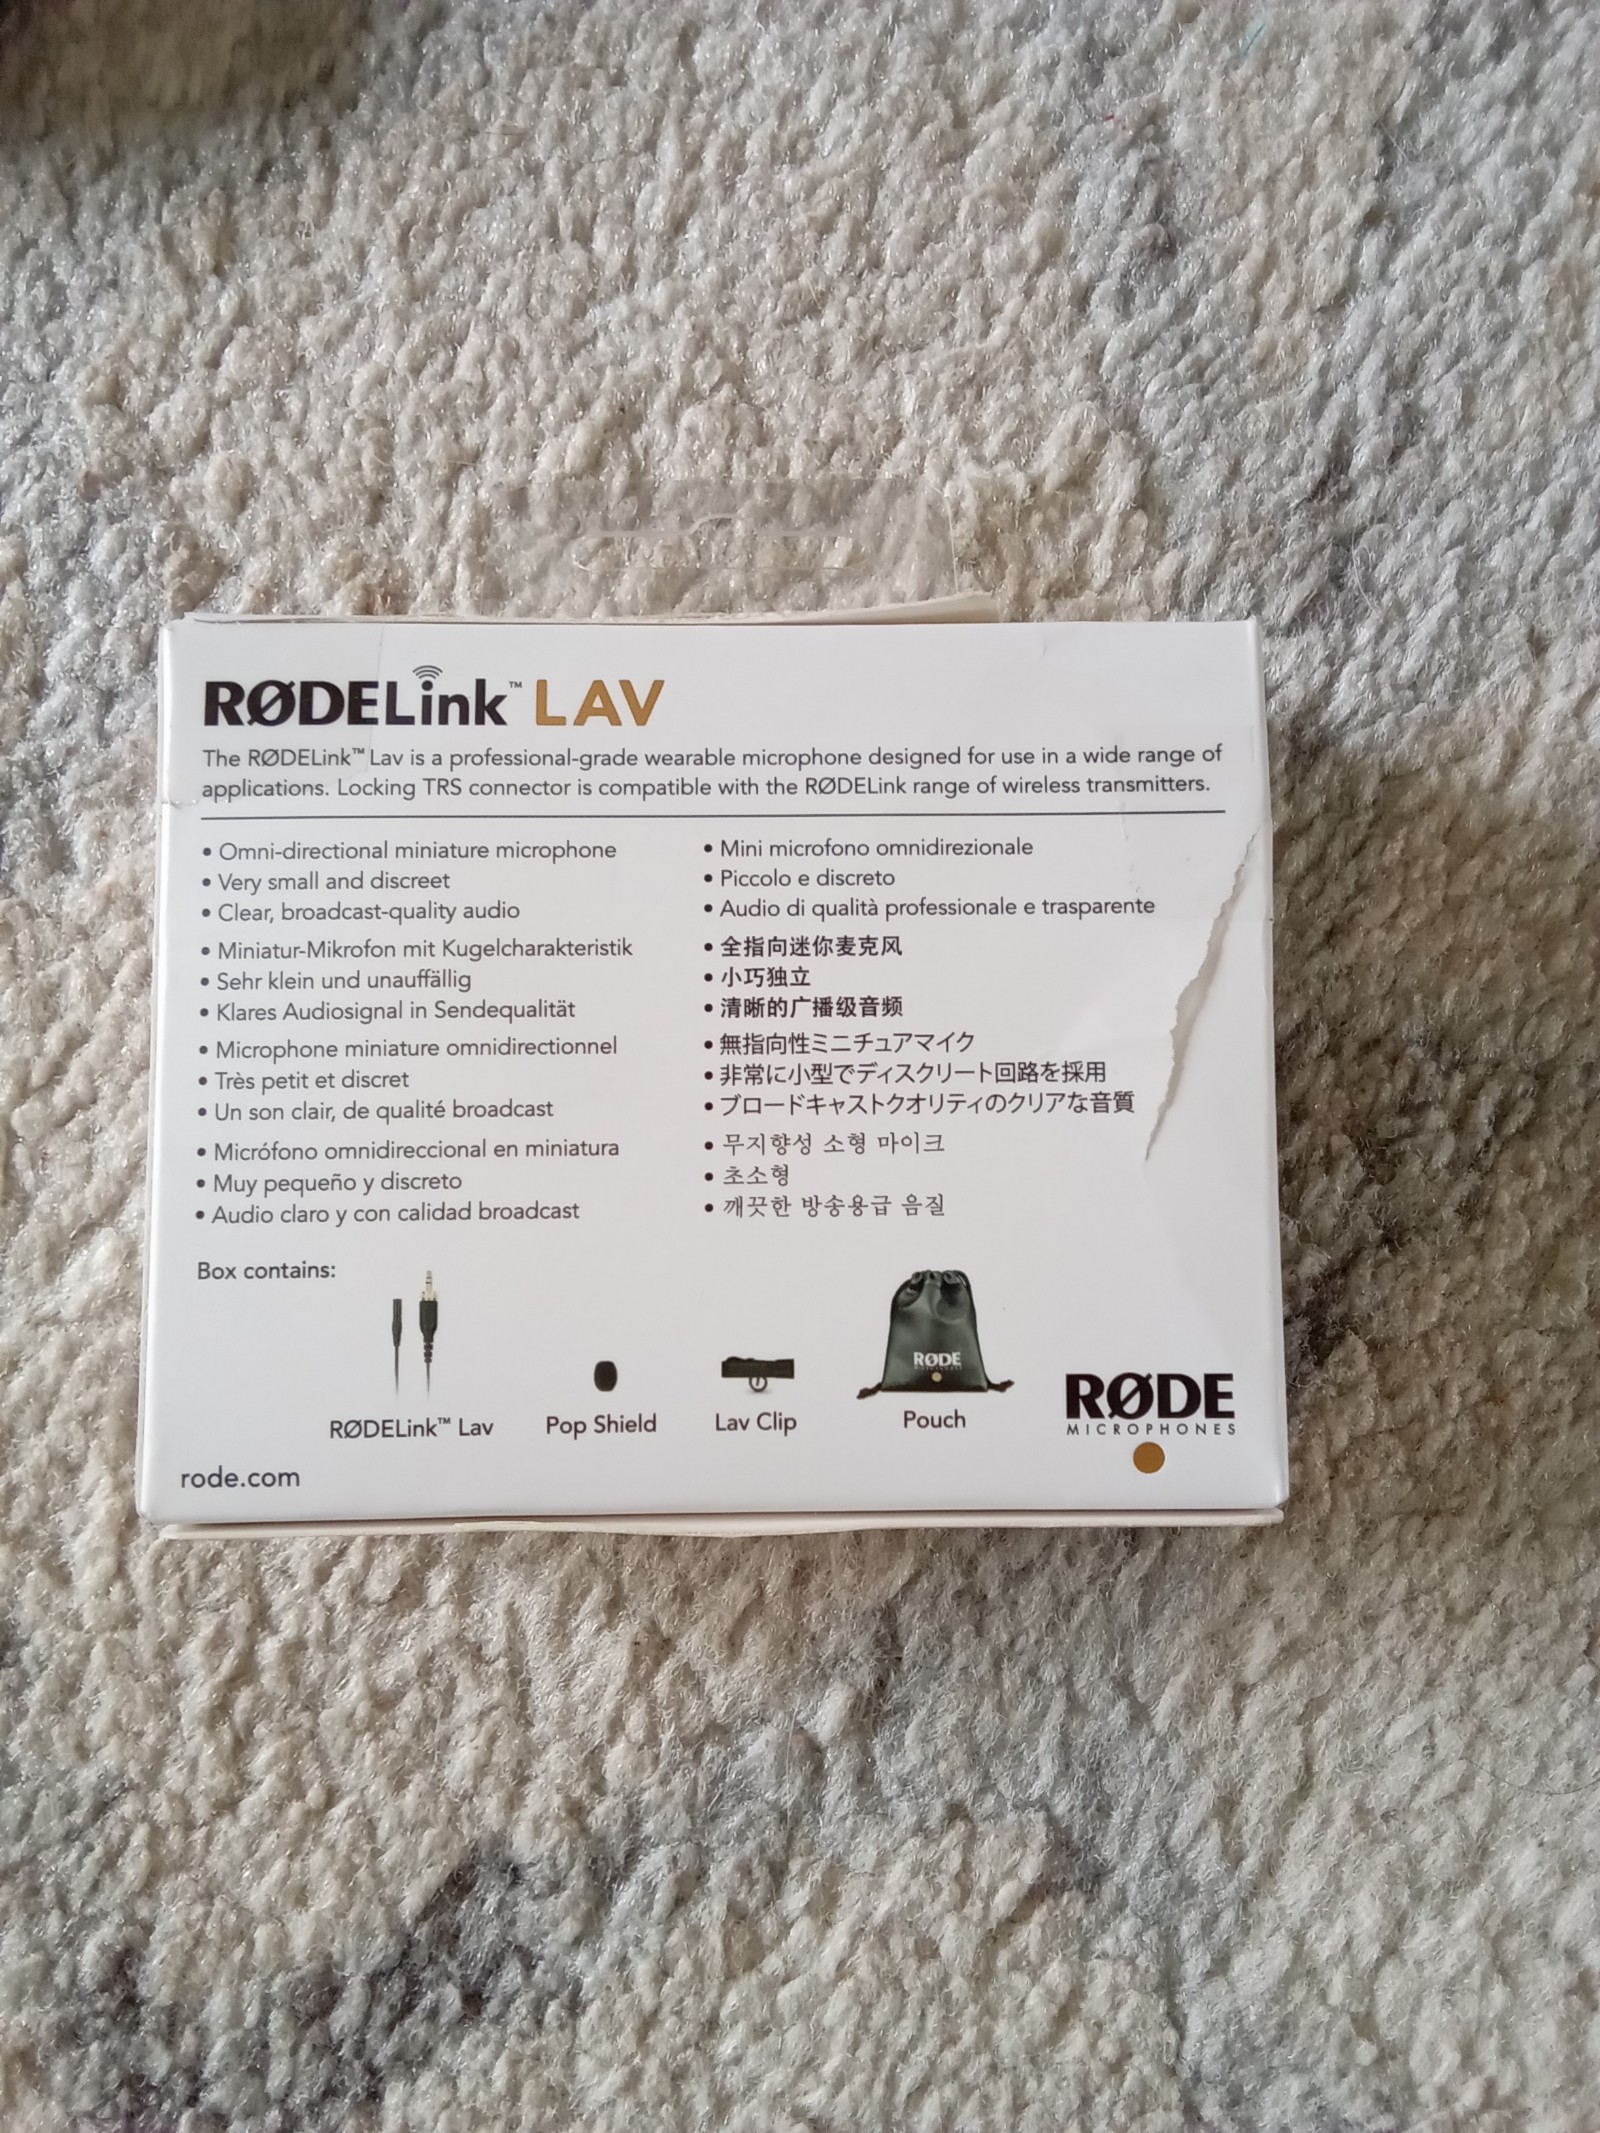 RØDELink™ LAV
The RØDELink™ Lav is a professional-grade wearable microphone designed for use in a wide range of
applications. Locking TRS connector is compatible with the RØDELink range of wireless transmitters.
• Omni-directional miniature microphone
• Very small and discreet
• Clear, broadcast-quality audio
• Miniatur-Mikrofon mit Kugelcharakteristik
• Sehr klein und unauffällig
• Klares Audiosignal in Sendequalität
• Microphone miniature omnidirectionnel
• Très petit et discret
• Un son clair, de qualité broadcast
• Micrófono omnidireccional en miniatura
• Muy pequeño y discreto
• Audio claro y con calidad broadcast
• Mini microfono omnidirezionale
• Piccolo e discreto
• Audio di qualità professionale e trasparente
• 全指向迷你麦克风
• 小巧独立
• 清晰的广播级音频
• 無指向性ミニチュアマイク
• 非常に小型でディスクリート回路を採用
• ブロードキャストクオリティのクリアな音質
• 무지향성 소형 마이크
• 초소형
• 깨끗한 방송용급 음질
Box contains:
RØDELink™ Lav
Pop Shield
Lav Clip
RØDE
Pouch
RØDE
MICROPHONES
rode.com